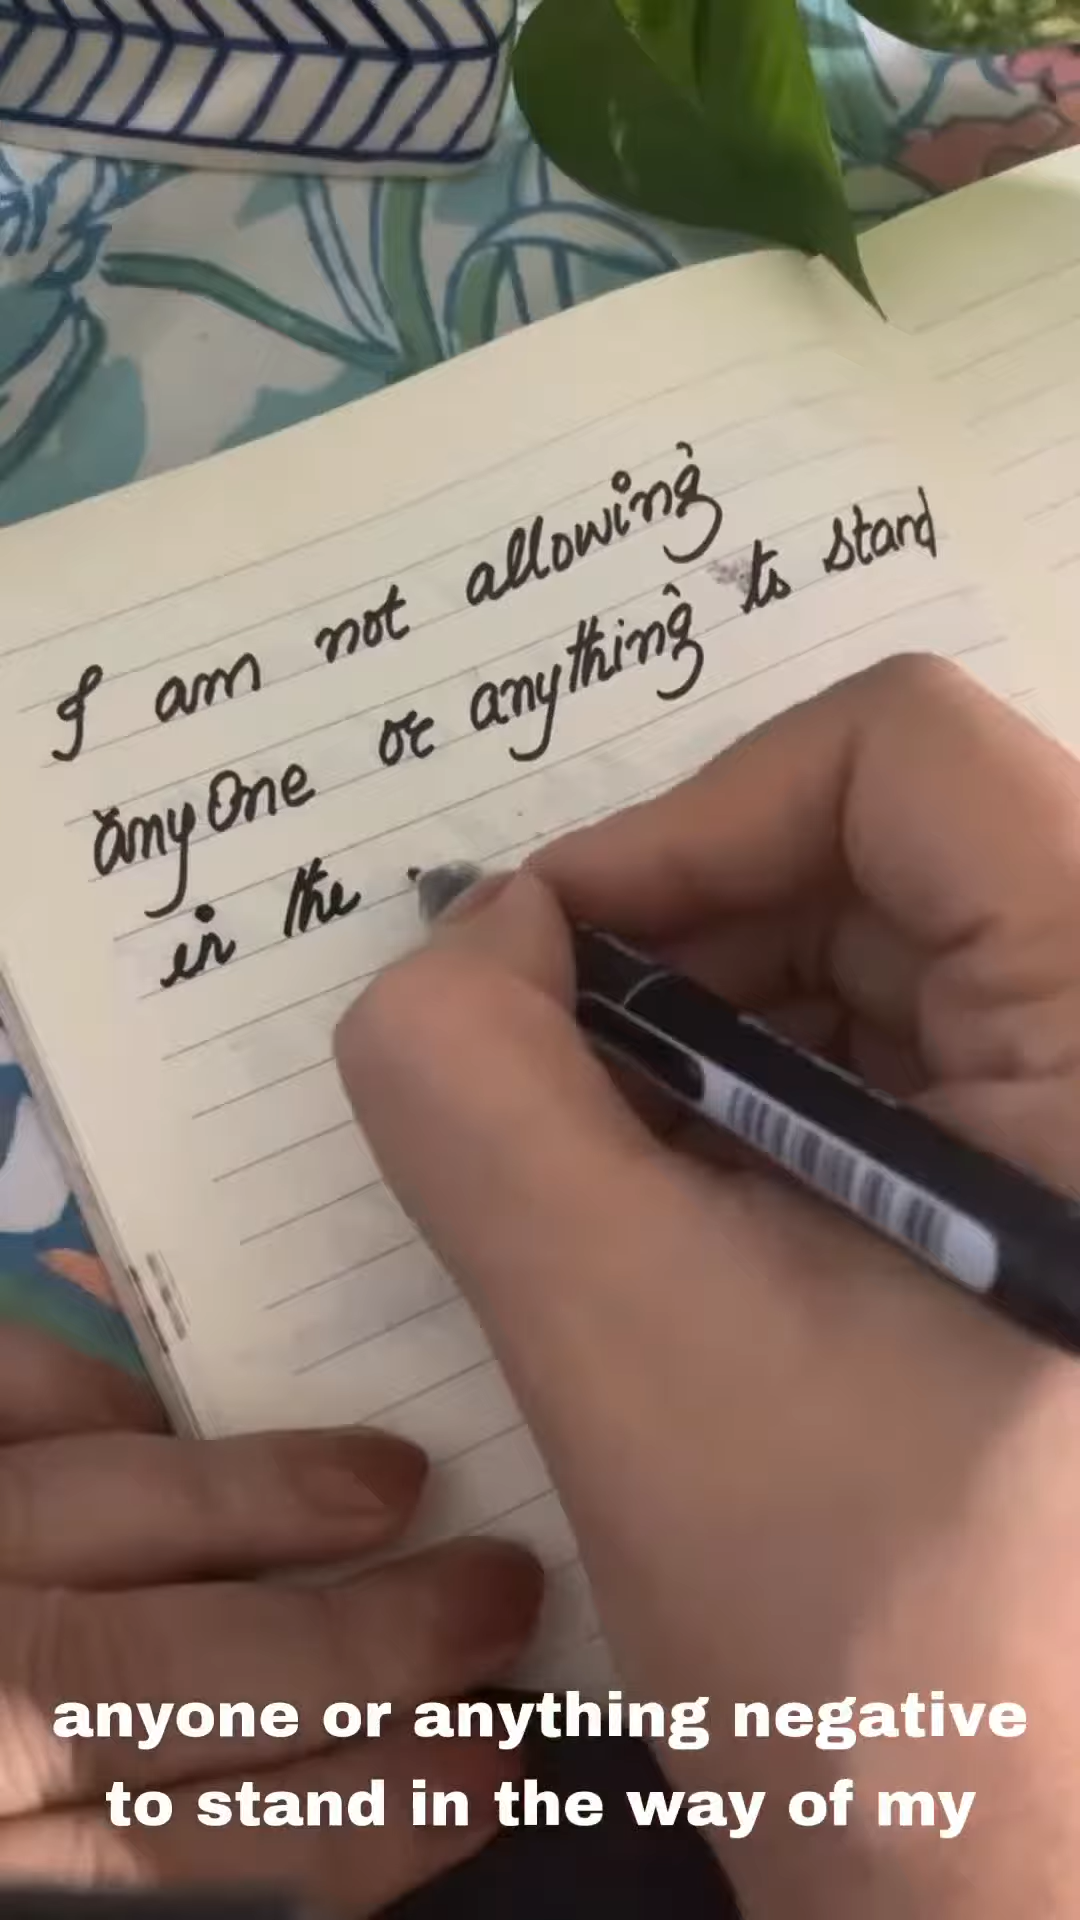 I am not allowing
anyOne or anything to stand
in the
anyone or anything negative
to stand in the way of my